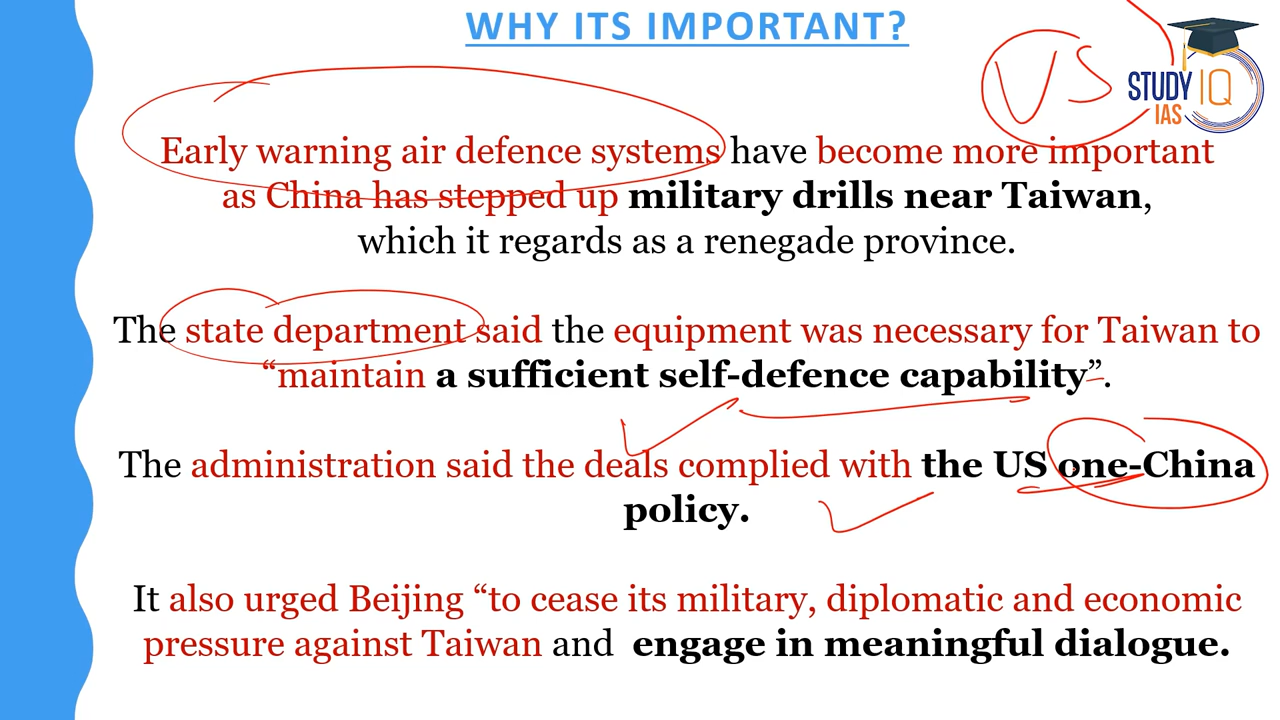 WHY ITS IMPORTANT?
VS
STUDY IQ
IAS
Early warning air defence systems have become more important
as China has stepped up military drills near Taiwan,
which it regards as a renegade province.
The state department said the equipment was necessary for Taiwan to
“maintain a sufficient self-defence capability”.
The administration said the deals complied with the US one-China
policy.
It also urged Beijing “to cease its military, diplomatic and economic
pressure against Taiwan and engage in meaningful dialogue.